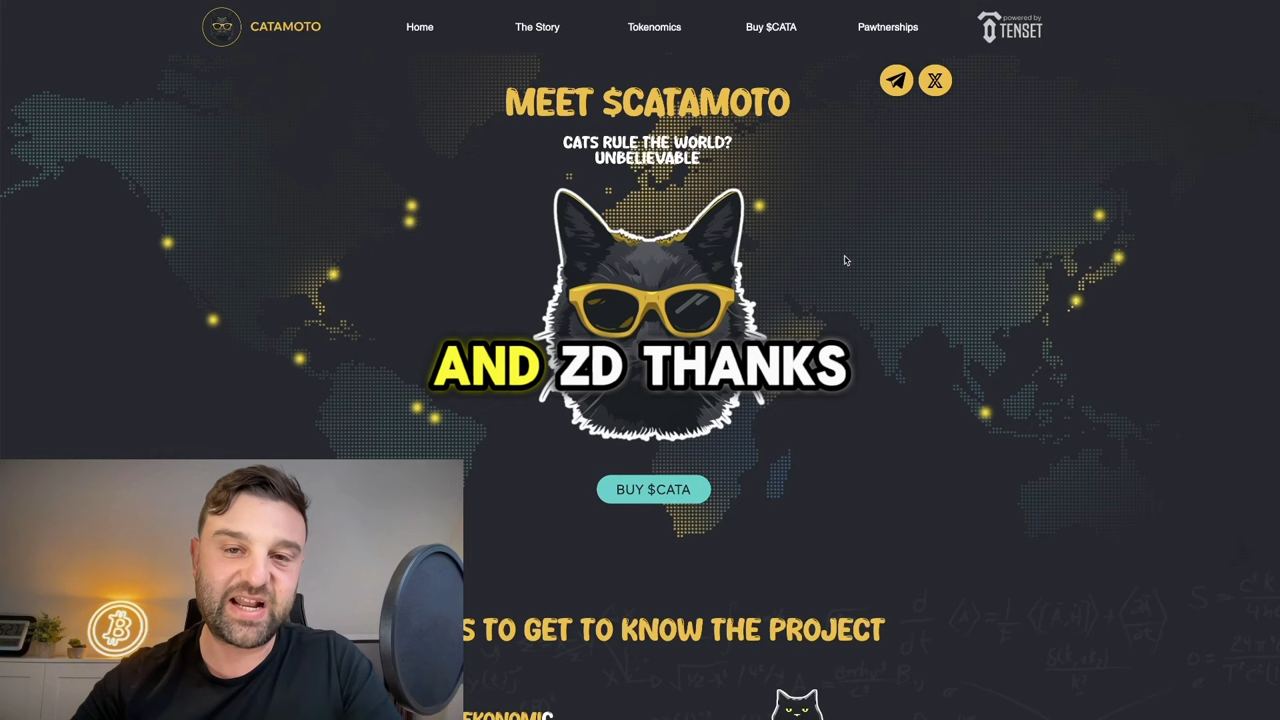 CATAMOTO
Home
The Story
Tokenomics
Buy $CATA
Pawtnerships
powered by
TENSET
MEET $CATAMOTO
CATS RULE THE WORLD?
UNBELIEVABLE
AND ZD THANKS
BUY $CATA
S TO GET TO KNOW THE PROJECT